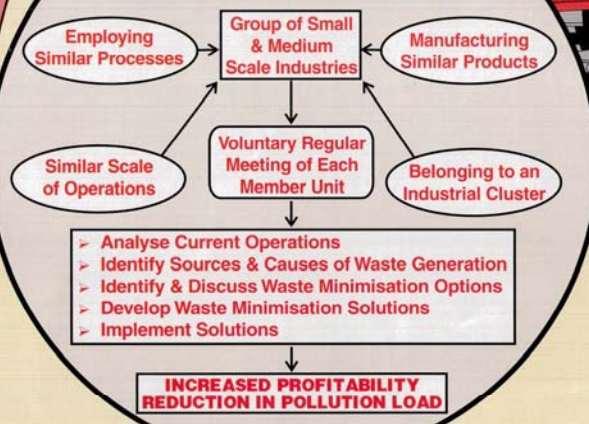 Employing
Similar Processes
Group of Small
& Medium
Scale Industries
Manufacturing
Similar Products
Similar Scale
of Operations
Voluntary Regular
Meeting of Each
Member Unit
Belonging to an
Industrial Cluster
➢ Analyse Current Operations
➢ Identify Sources & Causes of Waste Generation
➢ Identify & Discuss Waste Minimisation Options
➢ Develop Waste Minimisation Solutions
➢ Implement Solutions
INCREASED PROFITABILITY
REDUCTION IN POLLUTION LOAD